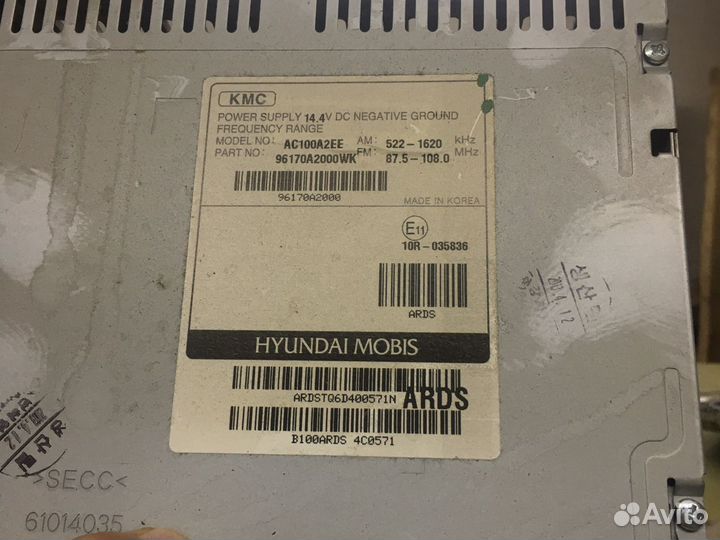 KMC
POWER SUPPLY 14.4V DC NEGATIVE GROUND
FREQUENCY RANGE
MODEL NO : AC100A2EE AM: 522-1620 kHz
PART NO : 96170A2000WK FM: 87.5-108.0 MHz
96170A2000
MADE IN KOREA
E11
10R-035836
ARDS
HYUNDAI MOBIS
ARDSTQ6D400571N ARDS
B100ARDS 4C0571
>SECC<
61014035
Avito